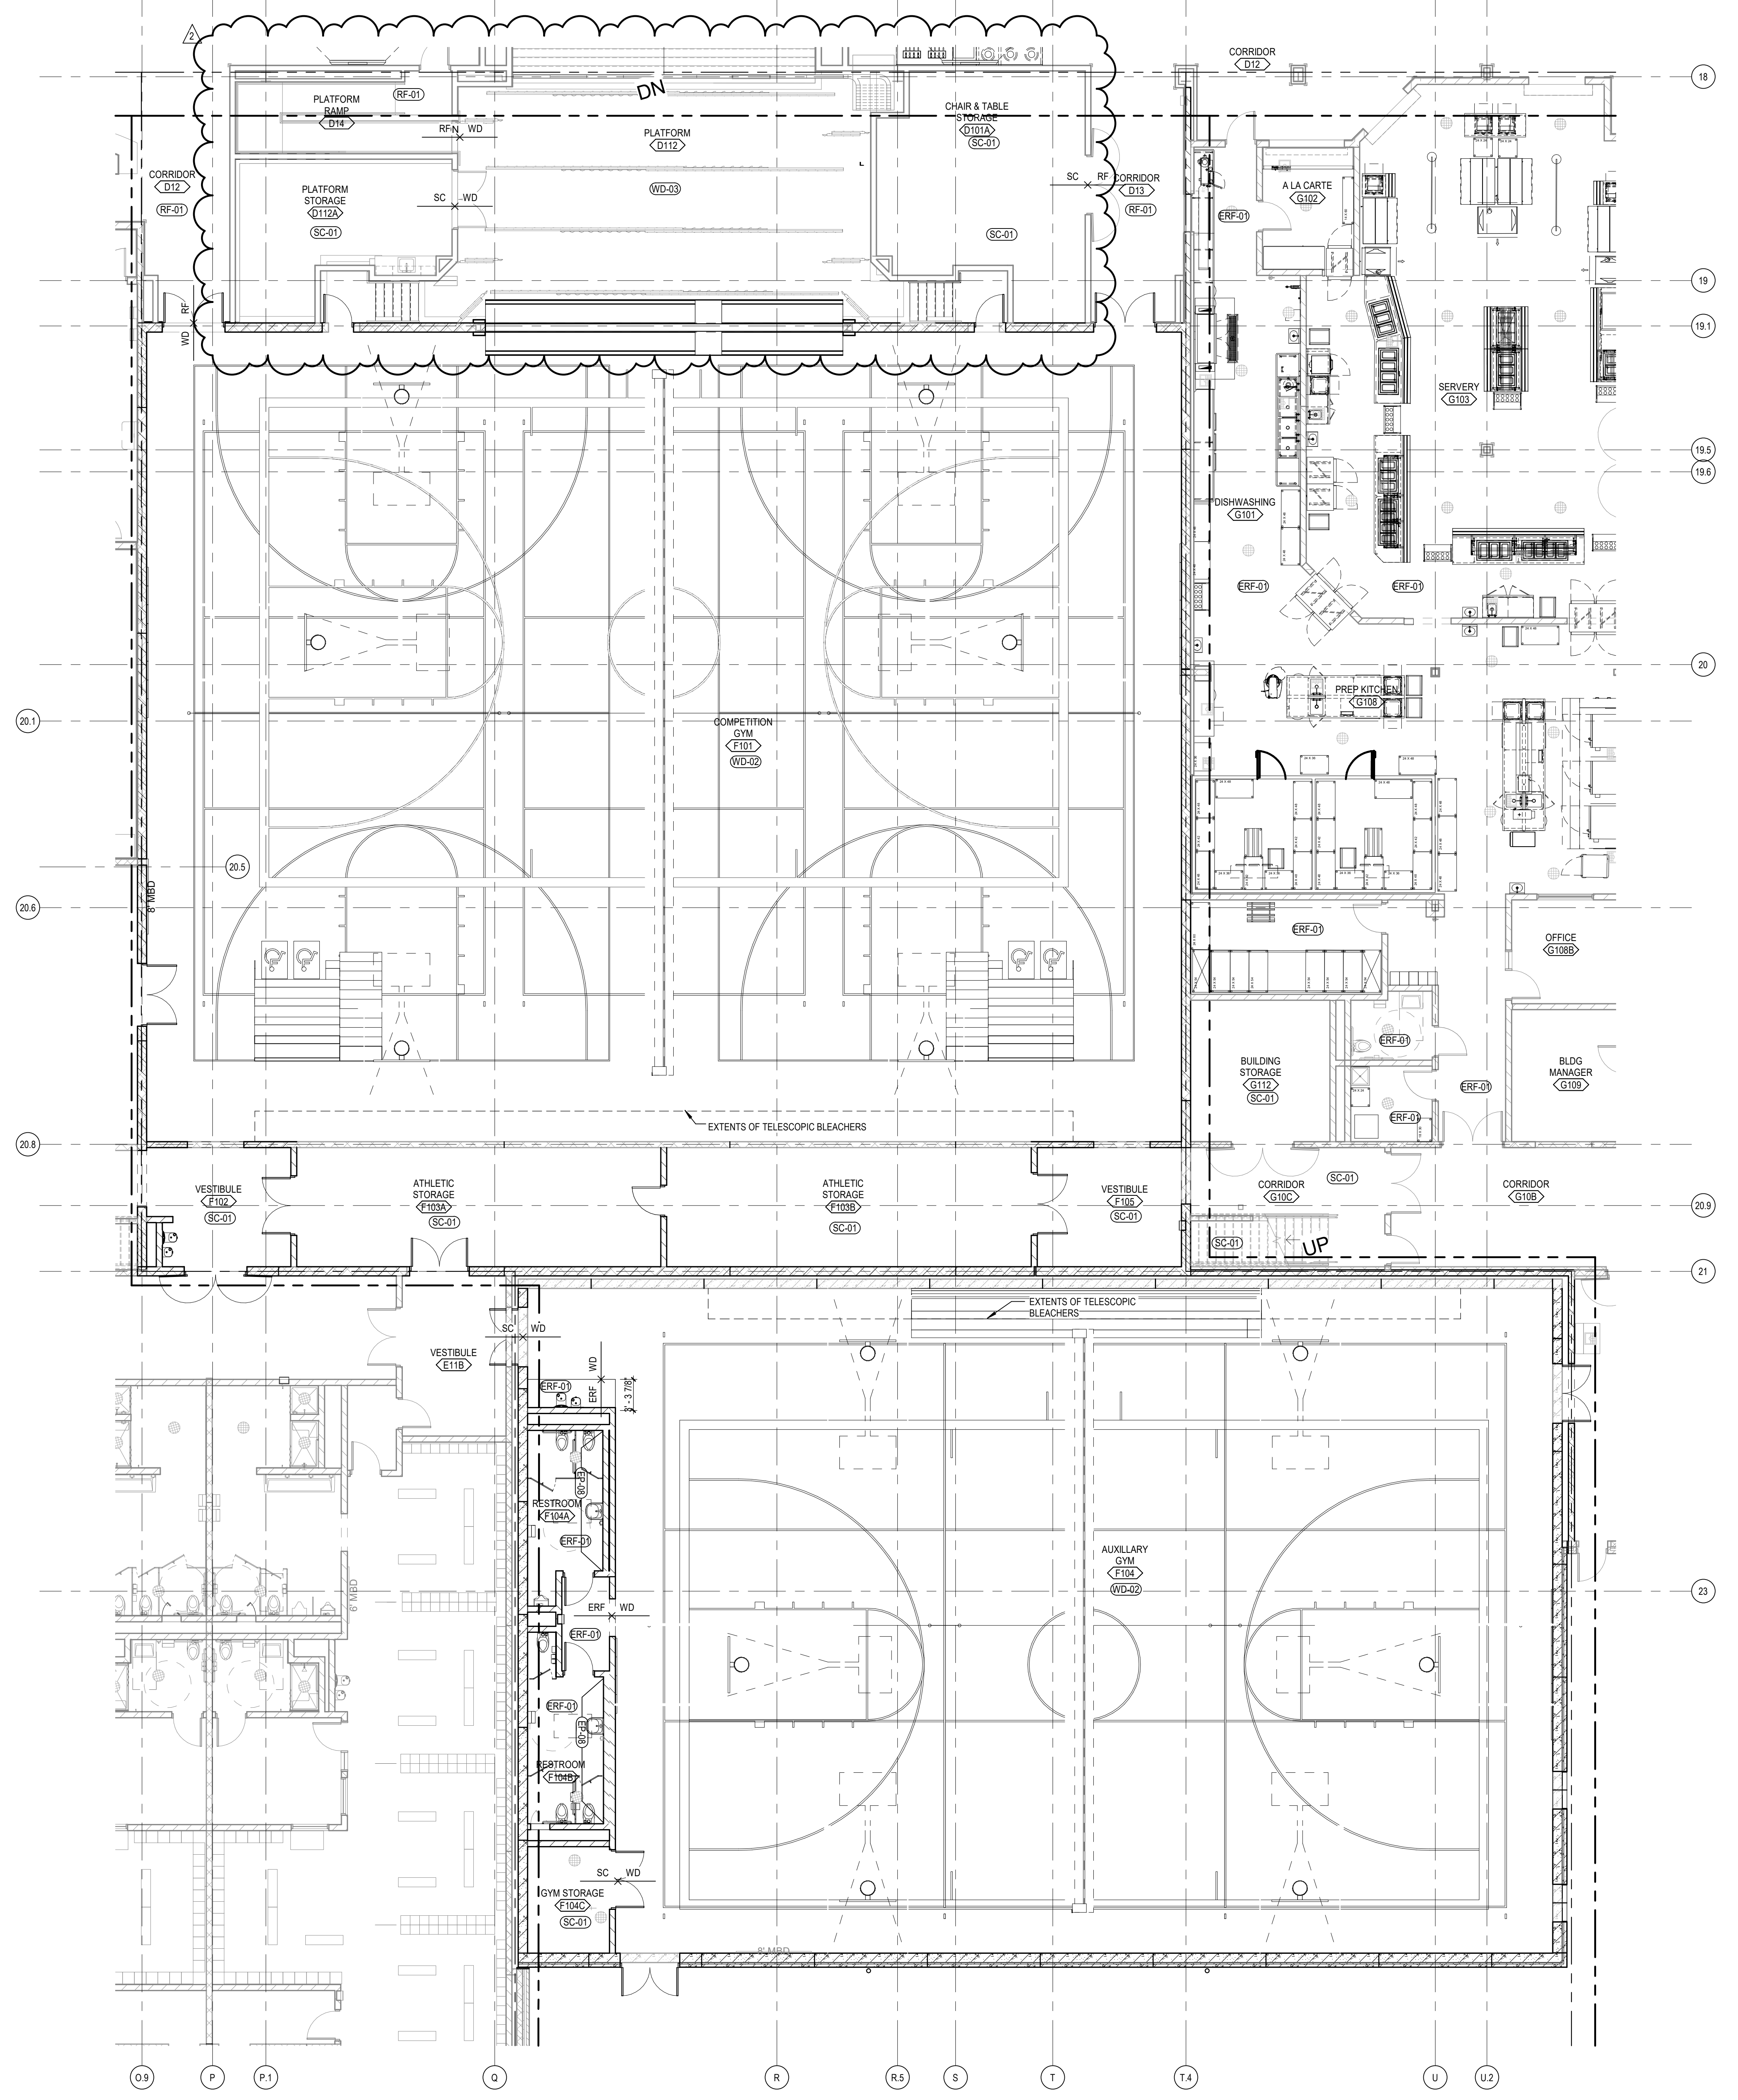 2
CORRIDOR
D12
18
PLATFORM
RAMP
D14
RF-01
DN
CHAIR & TABLE
STORAGE
D101A
SC-01
RF
WD
PLATFORM
D112
WD-03
CORRIDOR
D12
RF-01
PLATFORM
STORAGE
D112A
SC-01
SC
WD
SC
RF
CORRIDOR
D13
RF-01
SC-01
A LA CARTE
G102
ERF-01
19
WD
RF
19.1
SERVERY
G103
19.5
19.6
DISHWASHING
G101
ERF-01
ERF-01
20
PREP KITCHEN
G108
20.1
COMPETITION
GYM
F101
WD-02
20.5
8' MBD
20.6
ERF-01
OFFICE
G108B
ERF-01
BUILDING
STORAGE
G112
SC-01
ERF-01
ERF-01
BLDG
MANAGER
G109
EXTENTS OF TELESCOPIC BLEACHERS
20.8
VESTIBULE
F102
SC-01
ATHLETIC
STORAGE
F103A
SC-01
ATHLETIC
STORAGE
F103B
SC-01
VESTIBULE
F105
SC-01
CORRIDOR
G10C
SC-01
CORRIDOR
G10B
20.9
SC-01
UP
21
EXTENTS OF TELESCOPIC
BLEACHERS
SC
WD
VESTIBULE
E11B
WD
ERF
ERF-01
3' - 3 7/8"
EP-08
RESTROOM
F104A
ERF-01
AUXILLARY
GYM
F104
WD-02
6' MBD
23
ERF
WD
ERF-01
ERF-01
EP-08
RESTROOM
F104B
SC
WD
GYM STORAGE
F104C
SC-01
8' MBD
O.9
P
P.1
Q
R
R.5
S
T
T.4
U
U.2